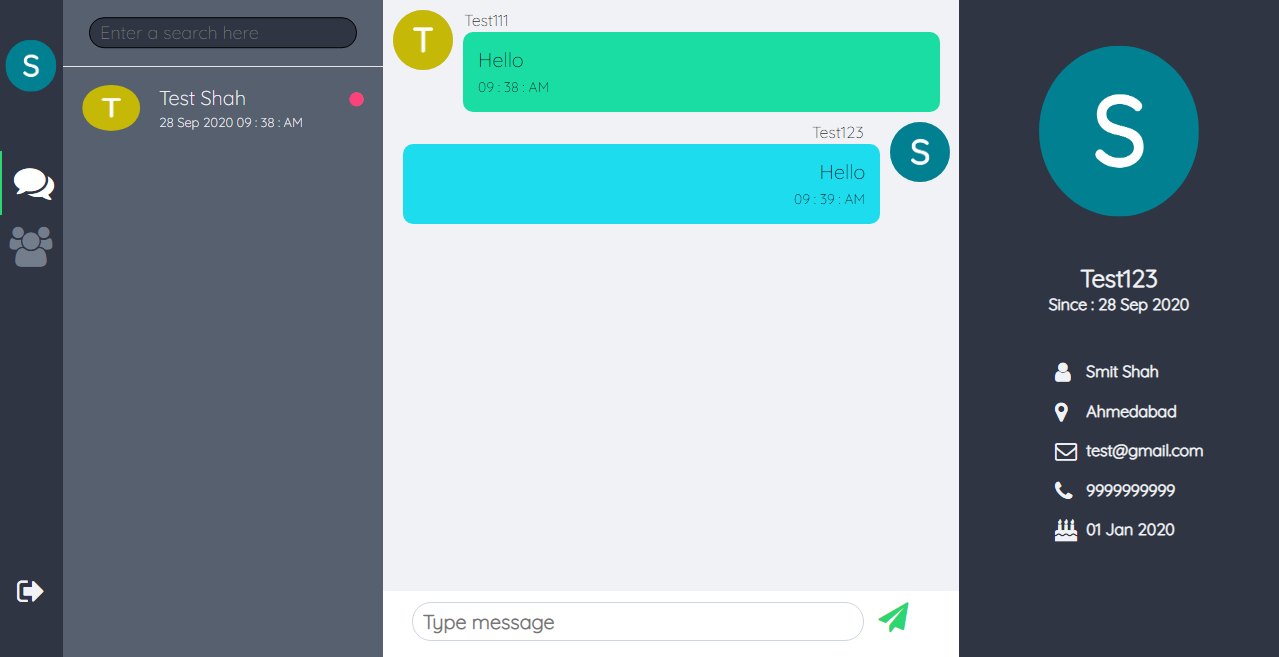 S
Enter a search here
T
Test Shah
28 Sep 2020 09 : 38 : AM
T
Test111
Hello
09 : 38 : AM
Test123
S
Hello
09 : 39 : AM
Type message
S
Test123
Since : 28 Sep 2020
Smit Shah
Ahmedabad
test@gmail.com
9999999999
01 Jan 2020